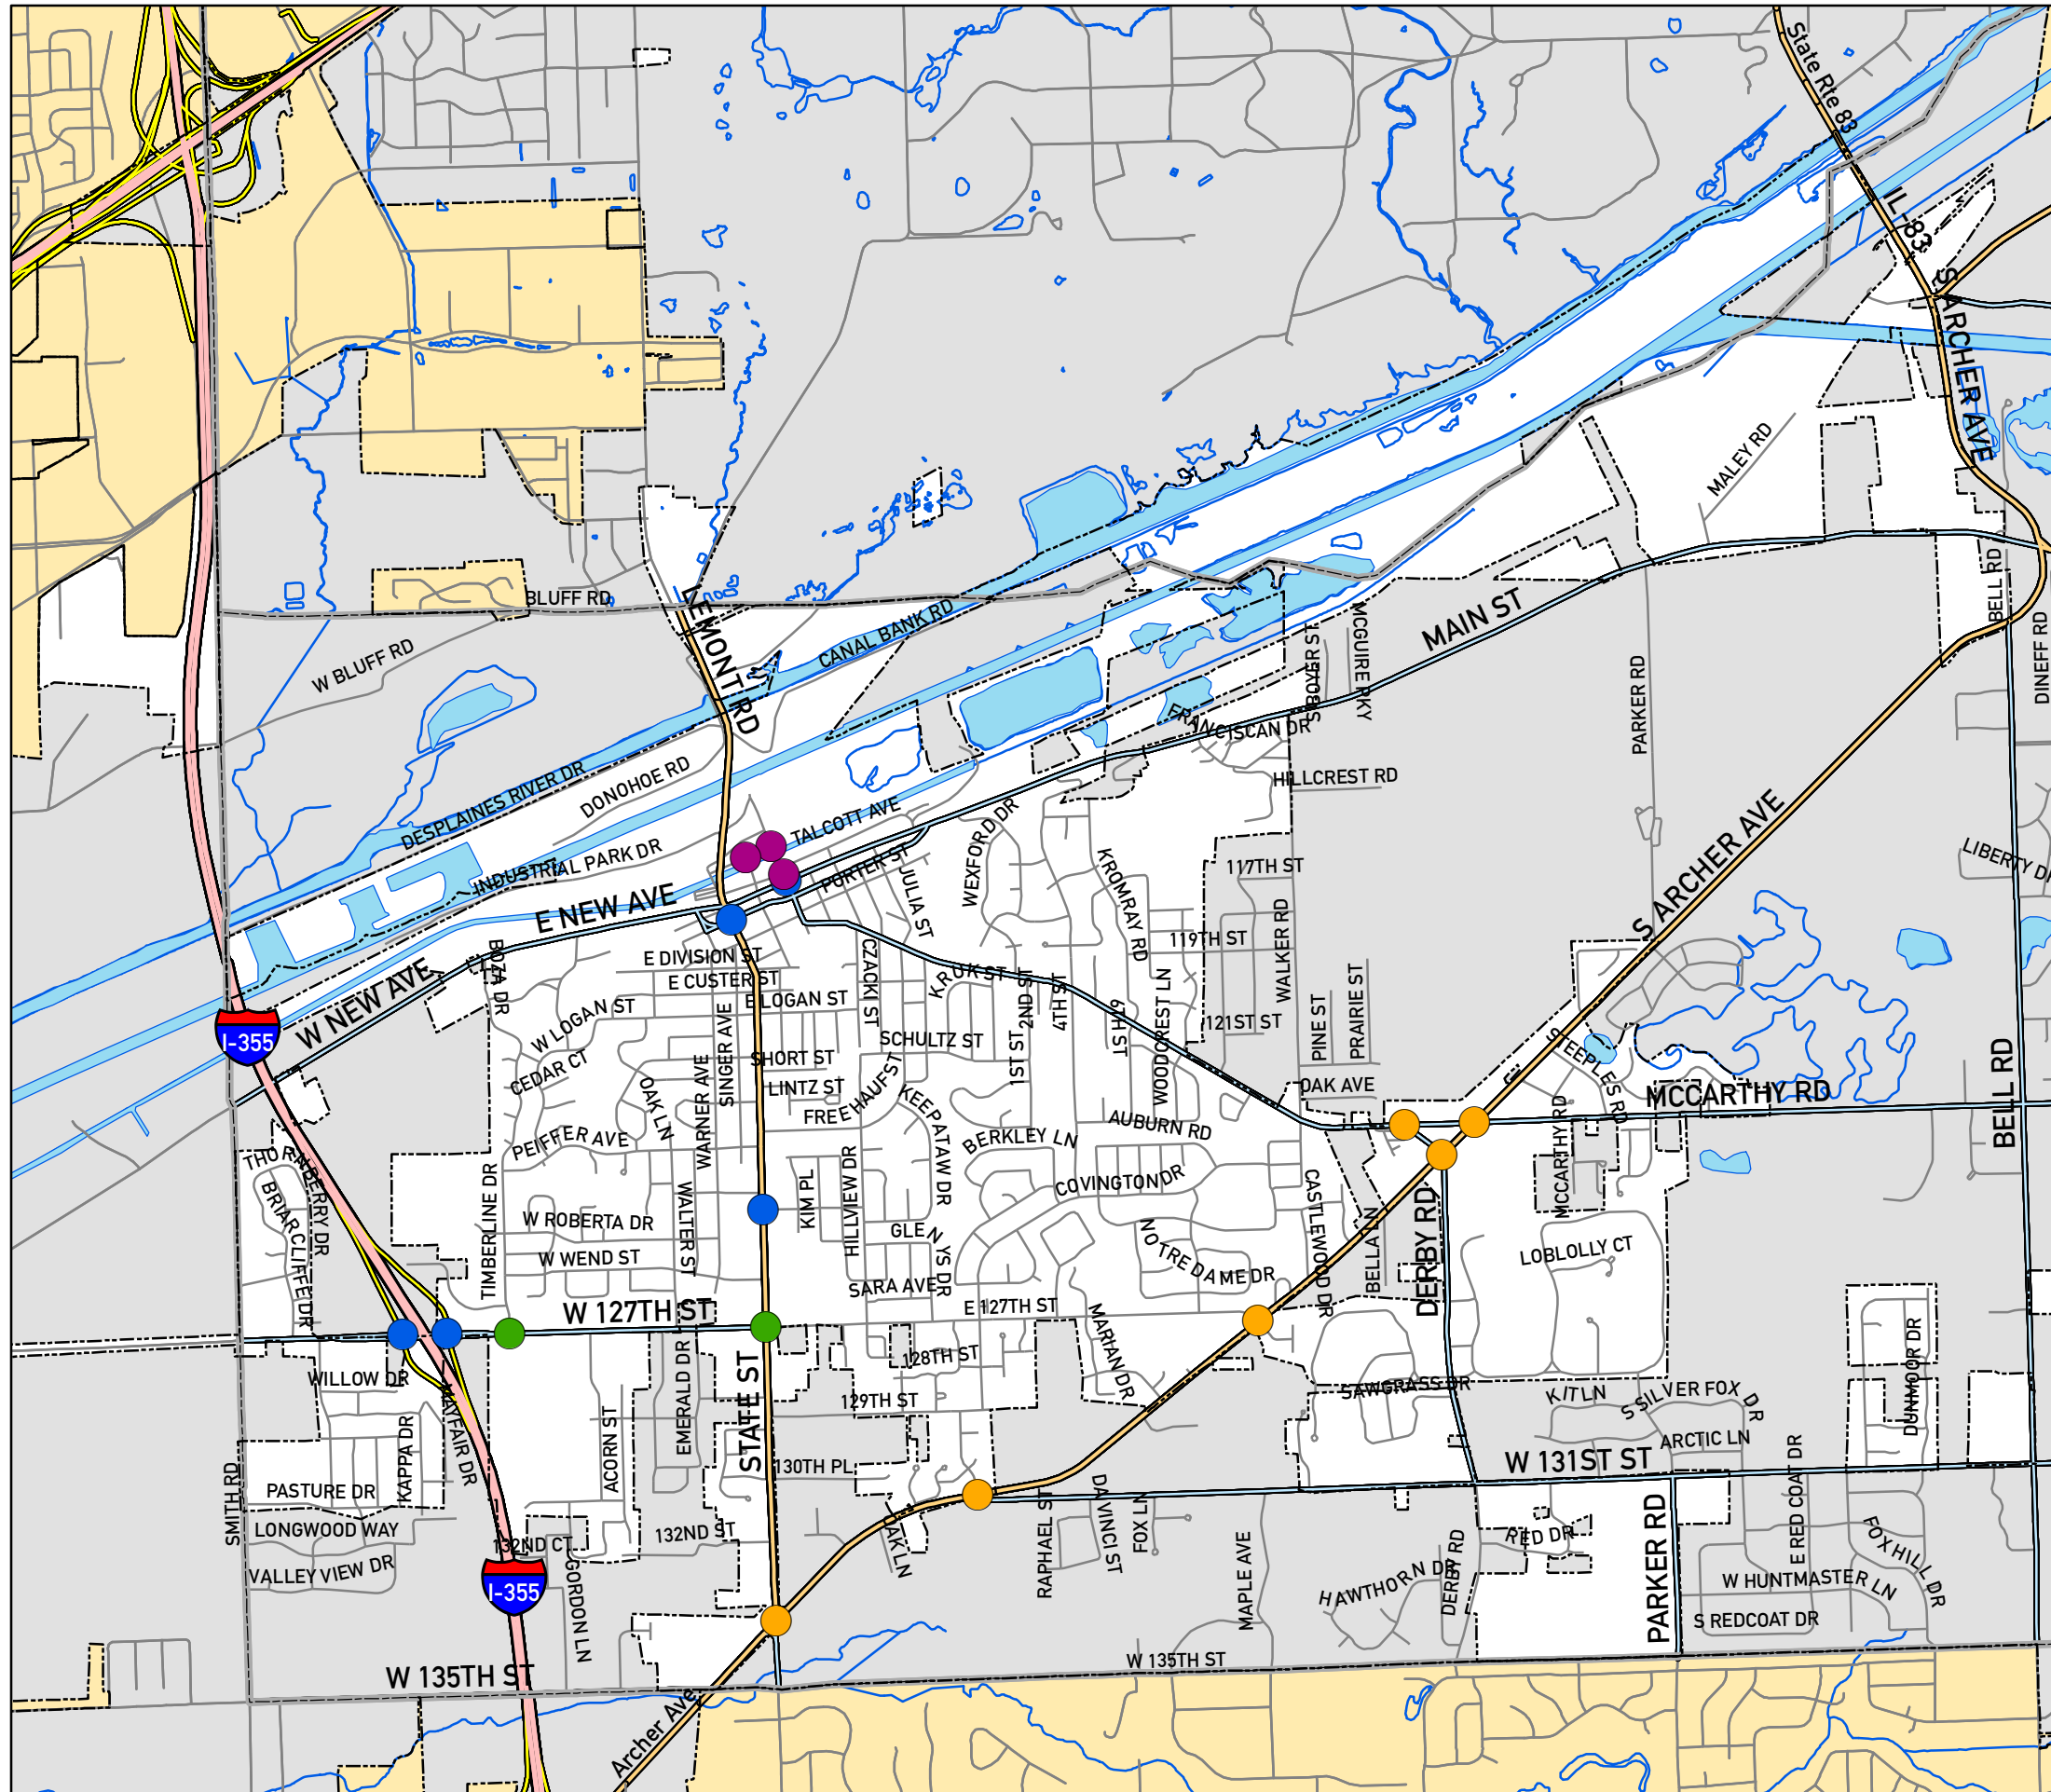 State Rte 83
IL-83
S ARCHER AVE
MALEY RD
BELL RD
DINEFF RD
BLUFF RD
LEMONT RD
CANAL BANK RD
W BLUFF RD
MAIN ST
S BOYER ST
MCGUIRE PKY
PARKER RD
FRANCISCAN DR
HILLCREST RD
DESPLAINES RIVER DR
DONOHOE RD
TALCOTT AVE
INDUSTRIAL PARK DR
PORTER ST
WEXFORD DR
JULIA ST
KROMRAY RD
117TH ST
LIBERTY DR
S ARCHER AVE
E NEW AVE
W NEW AVE
BOZA DR
E DIVISION ST
E CUSTER ST
E LOGAN ST
W LOGAN ST
CZACKI ST
KRUK ST
2ND ST
4TH ST
119TH ST
WALKER RD
6TH ST
WOODCREST LN
121ST ST
PINE ST
PRAIRIE ST
I-355
CEDAR CT
SINGER AVE
WARNER AVE
OAK LN
SHORT ST
LINTZ ST
FREEHAUF ST
SCHULTZ ST
1ST ST
KEEPATAW DR
OAK AVE
STEEPLES RD
MCCARTHY RD
MCCARTHY RD
BELL RD
AUBURN RD
BERKLEY LN
PEIFFER AVE
COVINGTON DR
THORNBERRY DR
BRIARCLIFFE DR
TIMBERLINE DR
W ROBERTA DR
WALTER ST
KIM PL
HILLVIEW DR
GLENYS DR
NOTRE DAME DR
CASTLEWOOD DR
BELLA LN
DERBY RD
LOBLOLLY CT
W WEND ST
SARA AVE
W 127TH ST
E 127TH ST
MARIAN DR
128TH ST
129TH ST
EMERALD DR
STATE ST
WILLOW DR
MAYFAIR DR
KAPPA DR
ACORN ST
SAWGRASS DR
KIT LN
S SILVER FOX DR
ARCTIC LN
DUNMOOR DR
W 131ST ST
130TH PL
SMITH RD
PASTURE DR
LONGWOOD WAY
VALLEY VIEW DR
132ND CT
132ND ST
I-355
GORDON LN
OAK LN
RAPHAEL ST
DA VINCI ST
FOX LN
MAPLE AVE
HAWTHORN DR
DERBY RD
RED DR
PARKER RD
E RED COAT DR
FOX HILL DR
W HUNTMASTER LN
S REDCOAT DR
W 135TH ST
W 135TH ST
Archer Ave